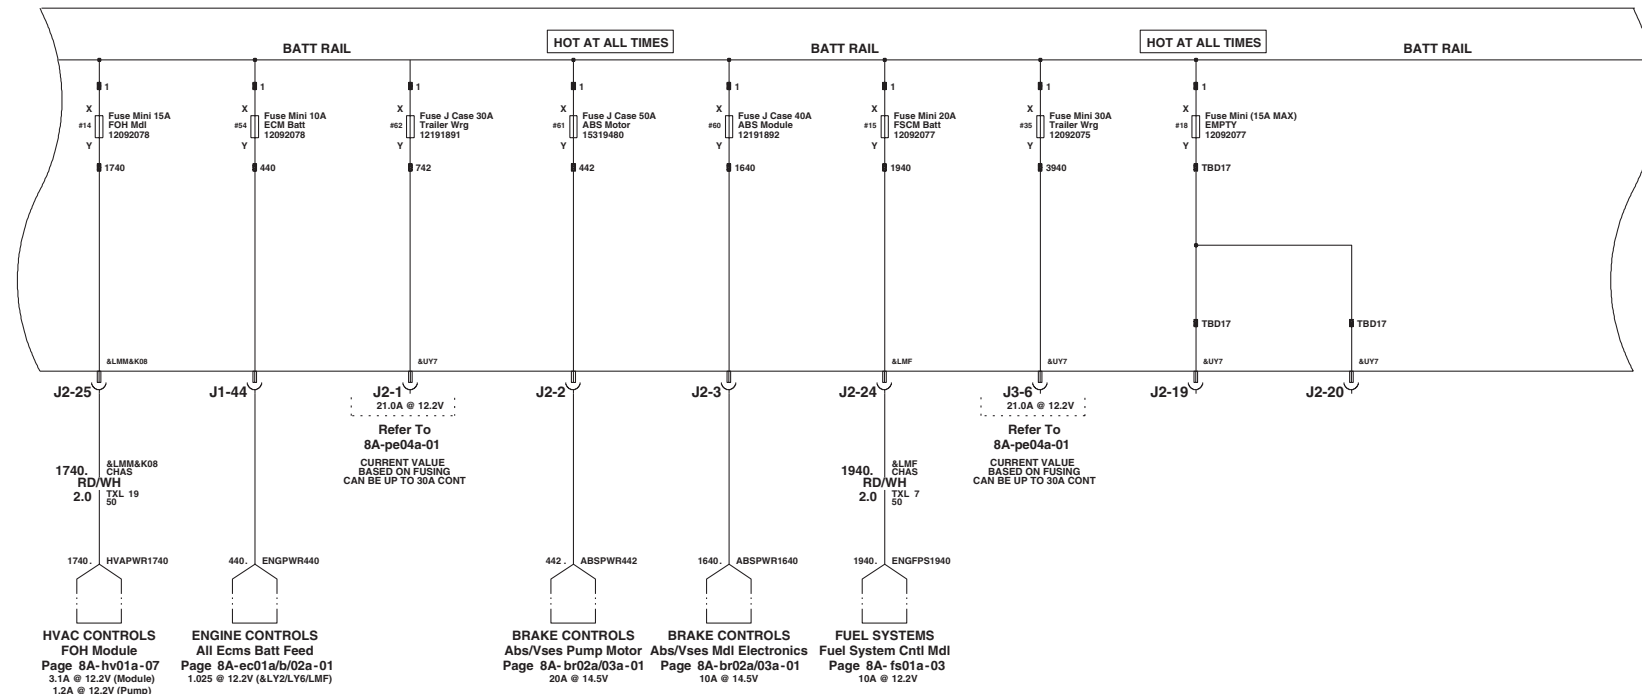 BATT RAIL
HOT AT ALL TIMES
BATT RAIL
HOT AT ALL TIMES
BATT RAIL
1
X
#14
Y
Fuse Mini 15A
FOH Mdl
12092078
1740
1
X
#54
Y
Fuse Mini 10A
ECM Batt
12092078
440
1
X
#62
Y
Fuse J Case 30A
Trailer Wrg
12191891
742
1
X
#61
Y
Fuse J Case 50A
ABS Motor
15319480
442
1
X
#60
Y
Fuse J Case 40A
ABS Module
12191892
1640
1
X
#15
Y
Fuse Mini 20A
FSCM Batt
12092077
1940
1
X
#35
Y
Fuse Mini 30A
Trailer Wrg
12092075
3940
1
X
#18
Y
Fuse Mini (15A MAX)
EMPTY
12092077
TBD17
TBD17
TBD17
&LMM&K08
&UY7
&LMF
&UY7
&UY7
&UY7
J2-25
J1-44
J2-1
J2-2
J2-3
J2-24
J3-6
J2-19
J2-20
21.0A @ 12.2V
Refer To
8A-pe04a-01
CURRENT VALUE
BASED ON FUSING
CAN BE UP TO 30A CONT
21.0A @ 12.2V
Refer To
8A-pe04a-01
CURRENT VALUE
BASED ON FUSING
CAN BE UP TO 30A CONT
1740.
&LMM&K08
CHAS
RD/WH
2.0
TXL 19
50
1940.
&LMF
CHAS
RD/WH
2.0
TXL 7
50
1740. HVAPWR1740
440. ENGPWR440
442. ABSPWR442
1640. ABSPWR1640
1940. ENGFPS1940
HVAC CONTROLS
FOH Module
Page 8A-hv01a-07
3.1A @ 12.2V (Module)
1.2A @ 12.2V (Pump)
ENGINE CONTROLS
All Ecms Batt Feed
Page 8A-ec01a/b/02a-01
1.025 @ 12.2V (&LY2/LY6/LMF)
BRAKE CONTROLS
Abs/Vses Pump Motor
Page 8A-br02a/03a-01
20A @ 14.5V
BRAKE CONTROLS
Abs/Vses Mdl Electronics
Page 8A-br02a/03a-01
10A @ 14.5V
FUEL SYSTEMS
Fuel System Cntl Mdl
Page 8A-fs01a-03
10A @ 12.2V